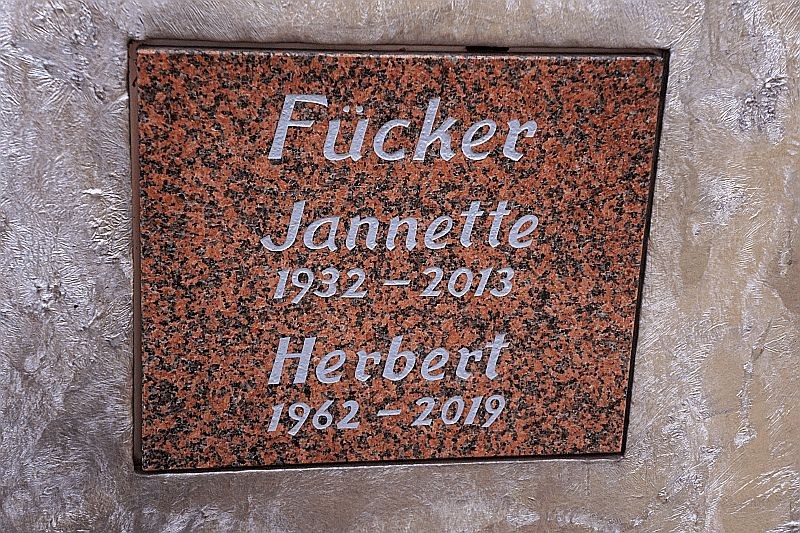 Fücker
Jannette
1932 – 2013
Herbert
1962 – 2019